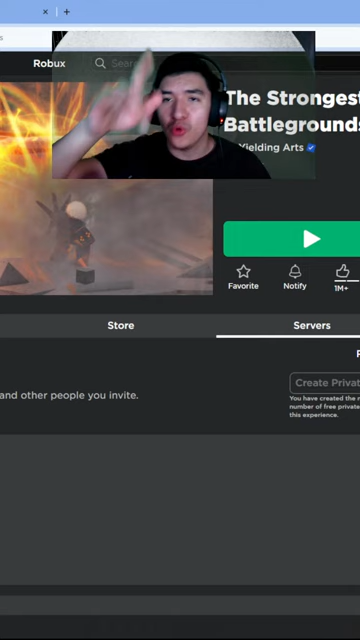 Robux
The Strongest
Battlegrounds
Yielding Arts
Favorite
Notify
1M+
Store
Servers
and other people you invite.
Create Priva
You have created the
number of free private
this experience.